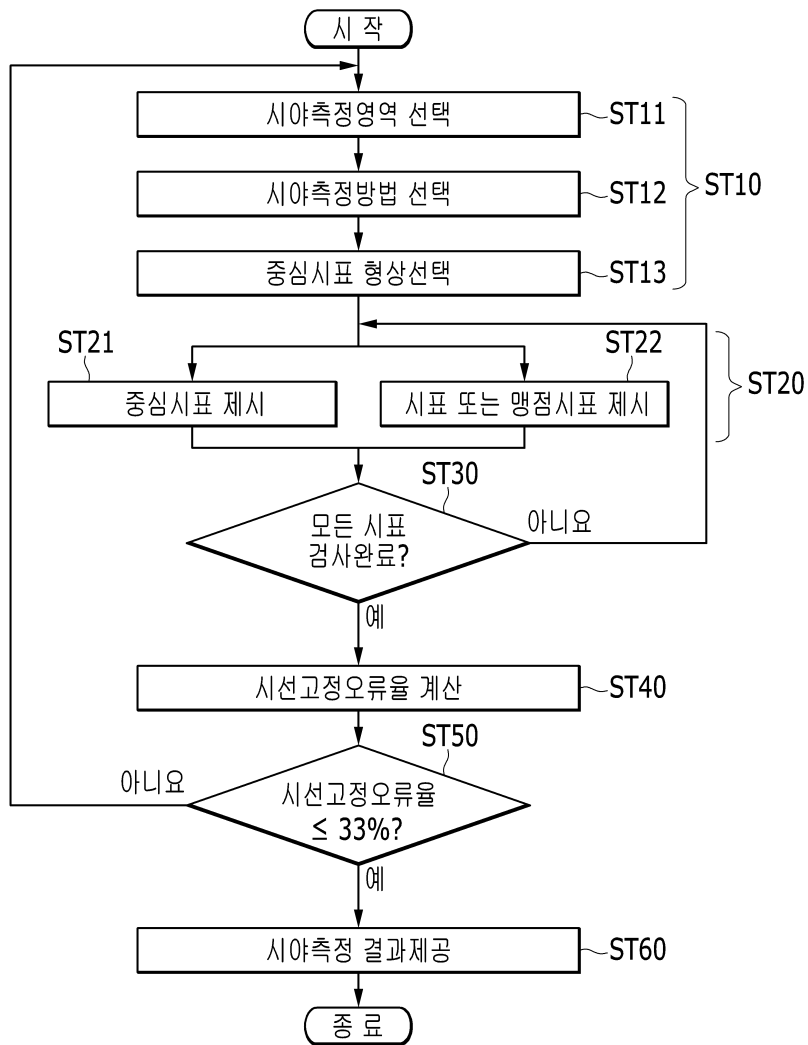 시 작
시야측정영역 선택
ST11
시야측정방법 선택
ST12
ST10
중심시표 형상선택
ST13
ST21
ST22
중심시표 제시
시표 또는 맹점시표 제시
ST20
ST30
모든 시표
검사완료?
아니요
예
시선고정오류율 계산
ST40
ST50
아니요
시선고정오류율
≤ 33%?
예
시야측정 결과제공
ST60
종 료